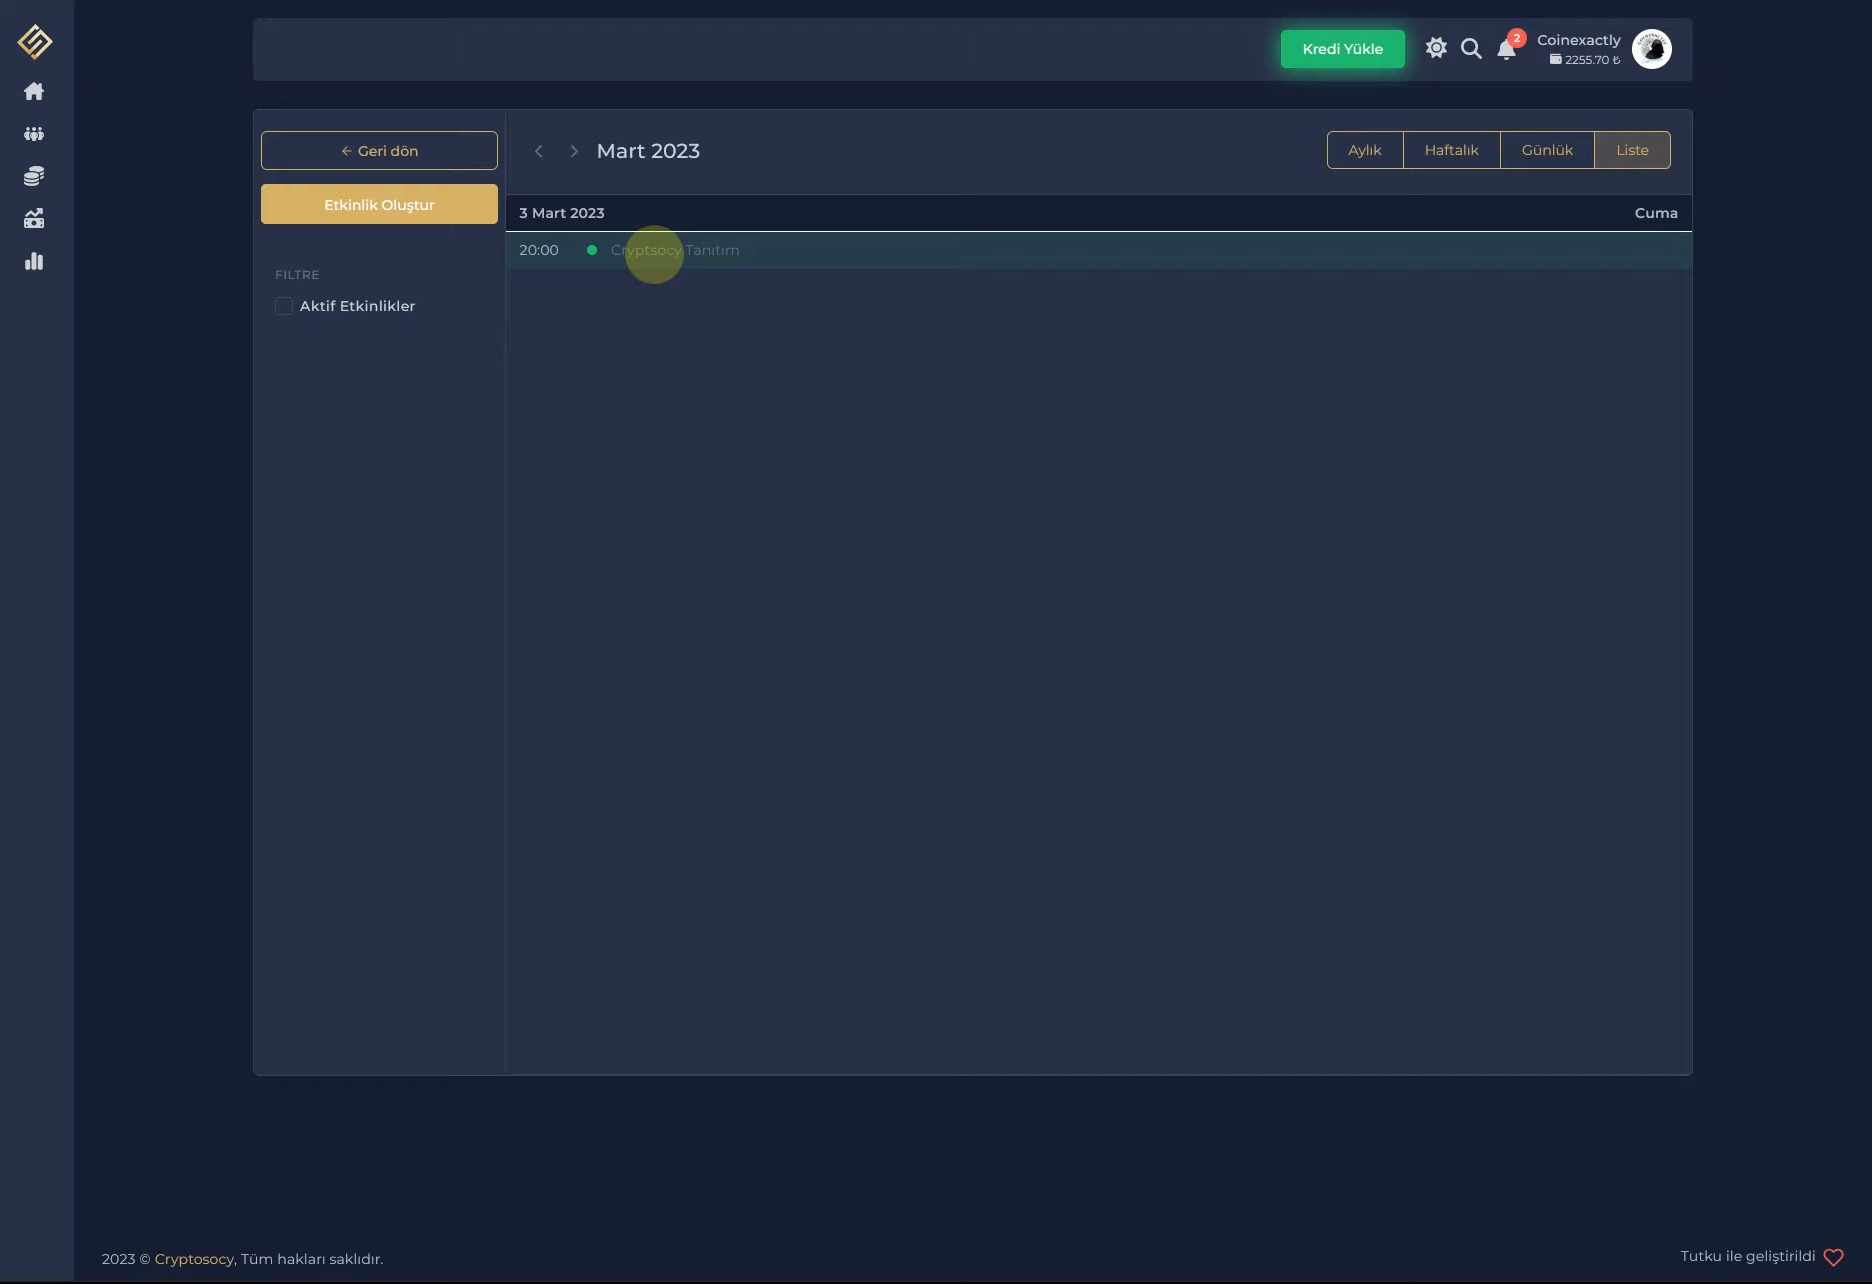 Kredi Yükle
2
Coinexactly
2255.70 ₺
← Geri dön
Etkinlik Oluştur
FILTRE
Aktif Etkinlikler
Mart 2023
Aylık
Haftalık
Günlük
Liste
3 Mart 2023
Cuma
20:00
Cryptsocy Tanıtım
2023 © Cryptosocy, Tüm hakları saklıdır.
Tutku ile geliştirildi